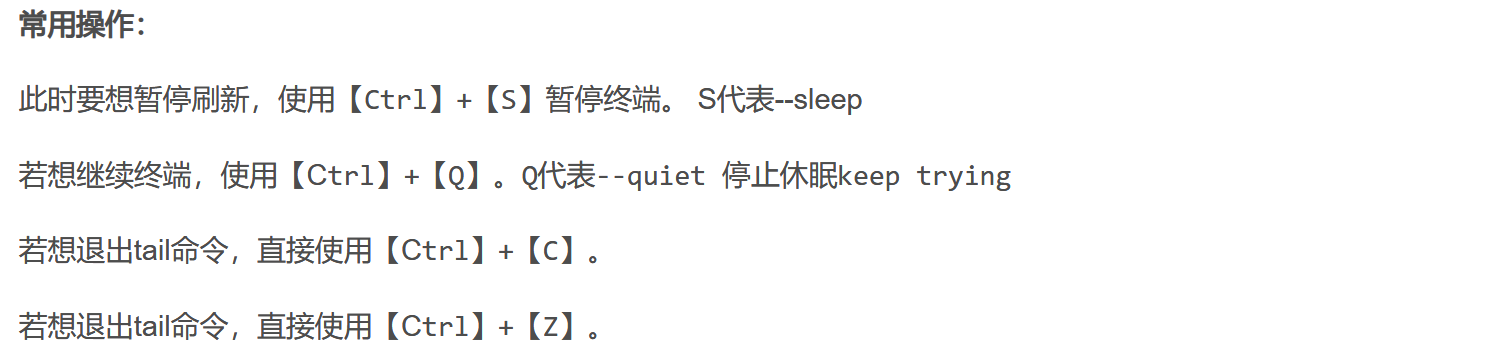 常用操作：
此时要想暂停刷新，使用【Ctrl】+【S】暂停终端。 S代表--sleep
若想继续终端，使用【Ctrl】+【Q】。Q代表--quiet 停止休眠keep trying
若想退出tail命令，直接使用【Ctrl】+【C】。
若想退出tail命令，直接使用【Ctrl】+【Z】。